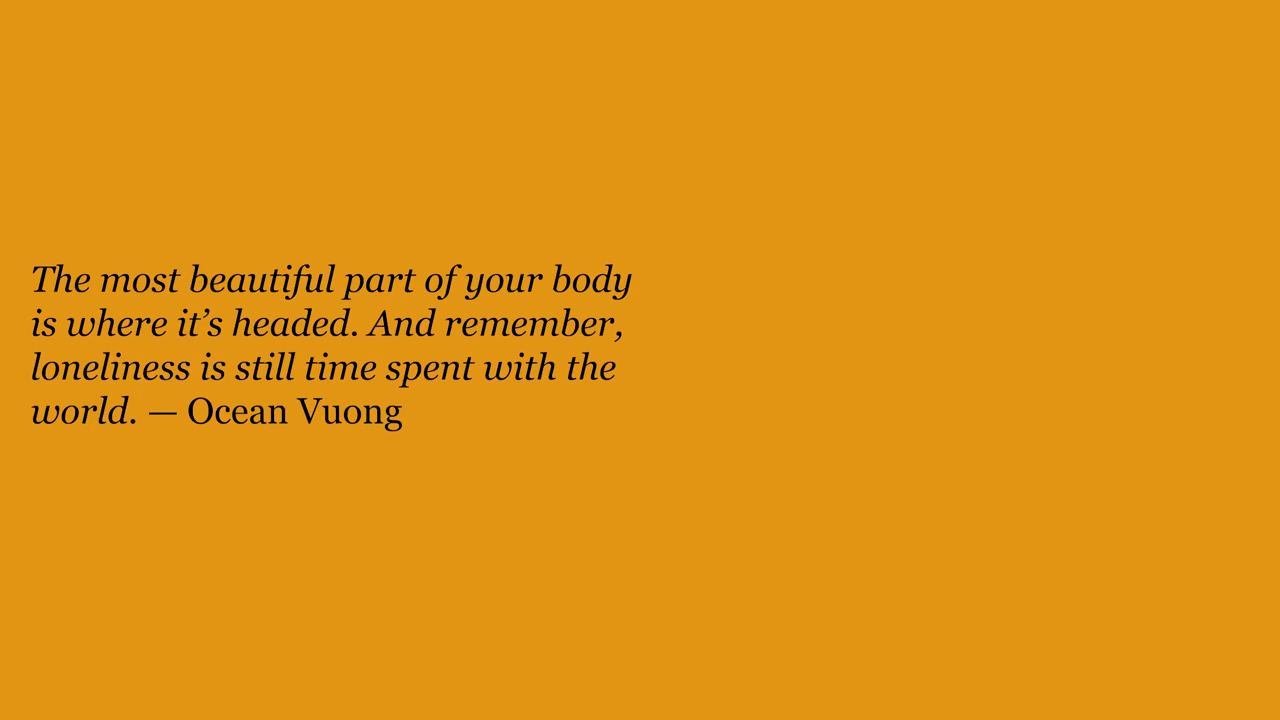 The most beautiful part of your body
is where it’s headed. And remember,
loneliness is still time spent with the
world. — Ocean Vuong